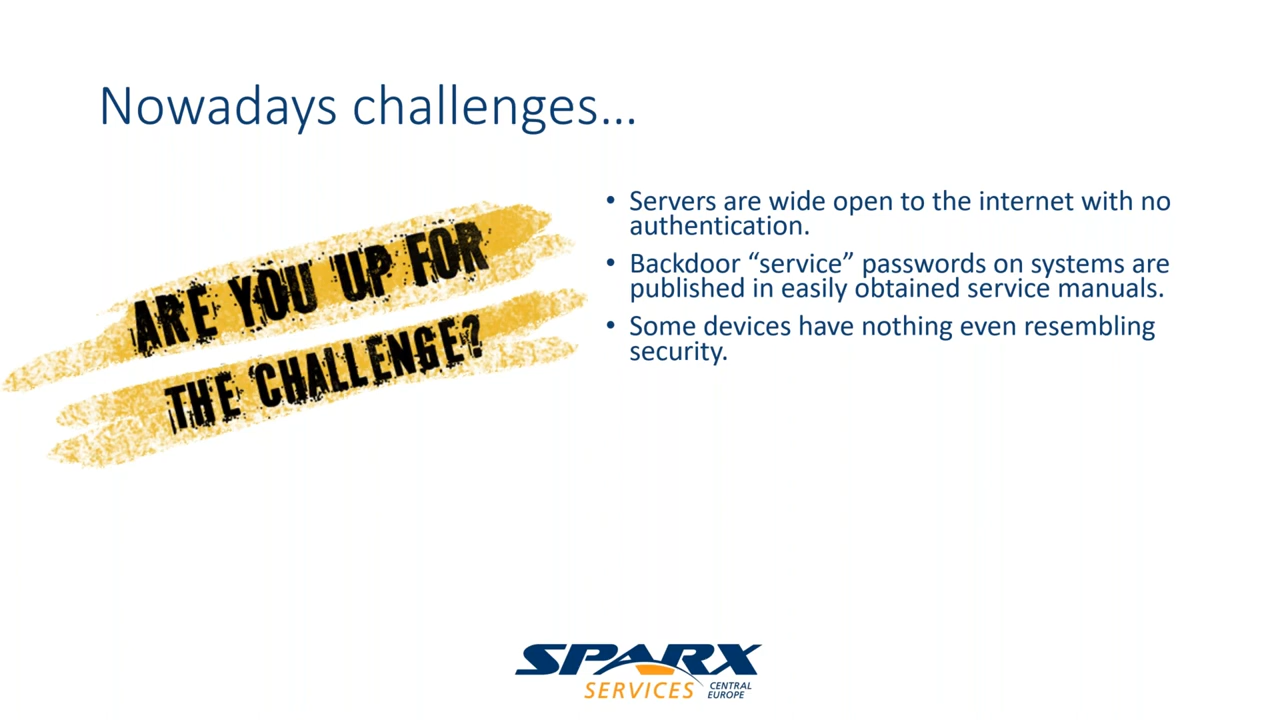 Nowadays challenges...
ARE YOU UP FOR
THE CHALLENGE?
• Servers are wide open to the internet with no
authentication.
• Backdoor “service” passwords on systems are
published in easily obtained service manuals.
• Some devices have nothing even resembling
security.
SPARX
SERVICES CENTRAL
EUROPE